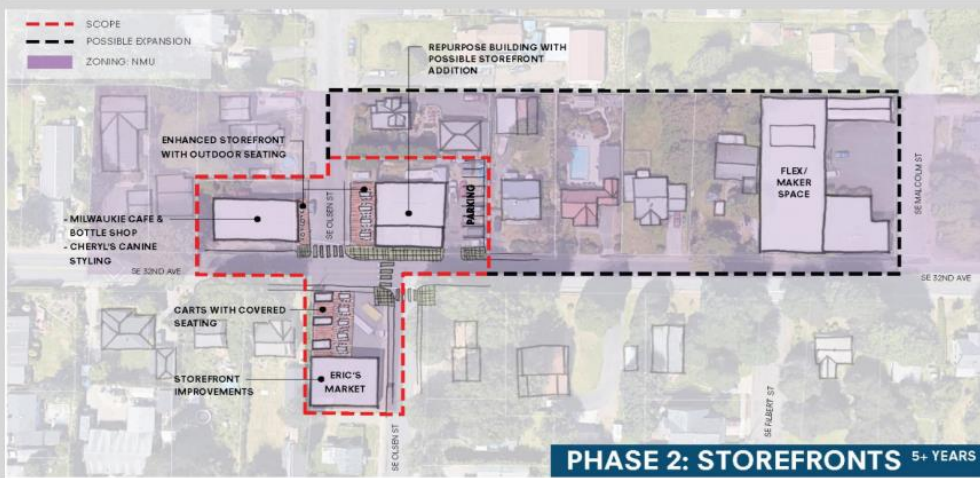 SCOPE
POSSIBLE EXPANSION
ZONING: NMU
REPURPOSE BUILDING WITH
POSSIBLE STOREFRONT
ADDITION
ENHANCED STOREFRONT
WITH OUTDOOR SEATING
SE OLSEN ST
PARKING
FLEX/
MAKER
SPACE
SE MALCOLM ST
- MILWAUKIE CAFE &
BOTTLE SHOP
- CHERYL'S CANINE
STYLING
SE 32ND AVE
SE 32ND AVE
CARTS WITH COVERED
SEATING
STOREFRONT
IMPROVEMENTS
ERIC'S
MARKET
SE OLSEN ST
SE FILBERT ST
PHASE 2: STOREFRONTS 5+ YEARS